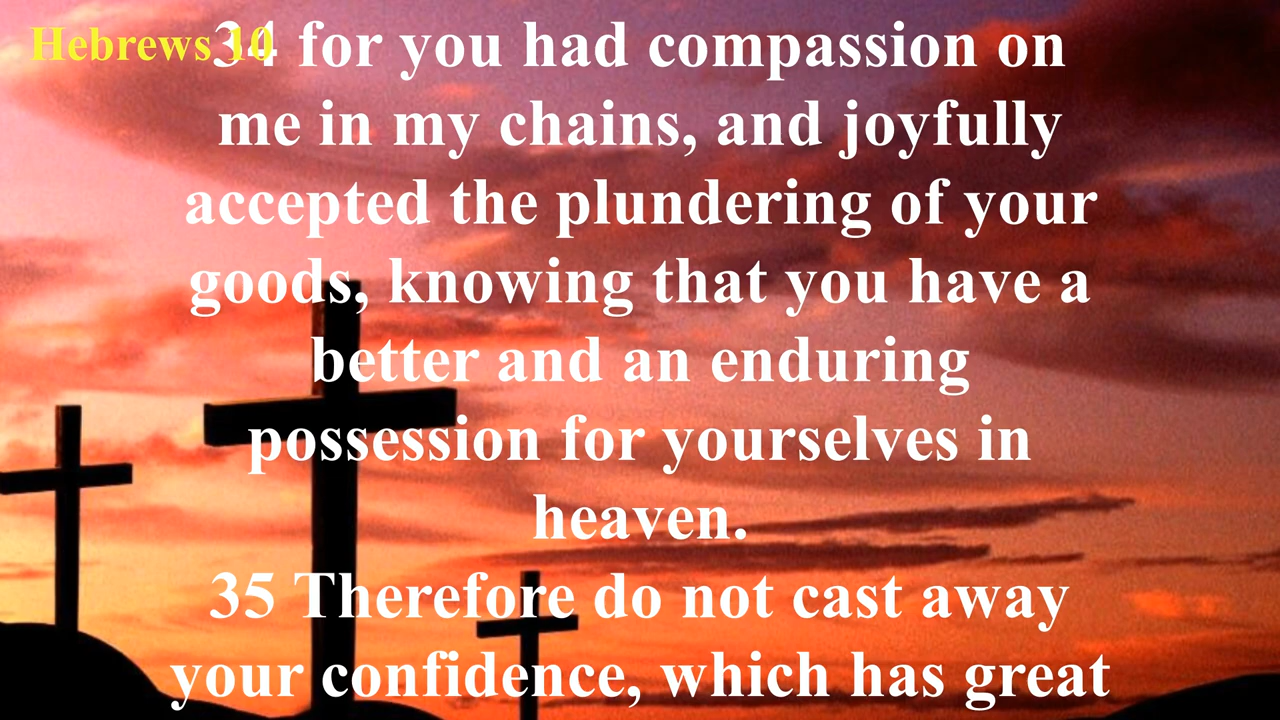 Hebrews 10
34 for you had compassion on
me in my chains, and joyfully
accepted the plundering of your
goods, knowing that you have a
better and an enduring
possession for yourselves in
heaven.
35 Therefore do not cast away
your confidence, which has great